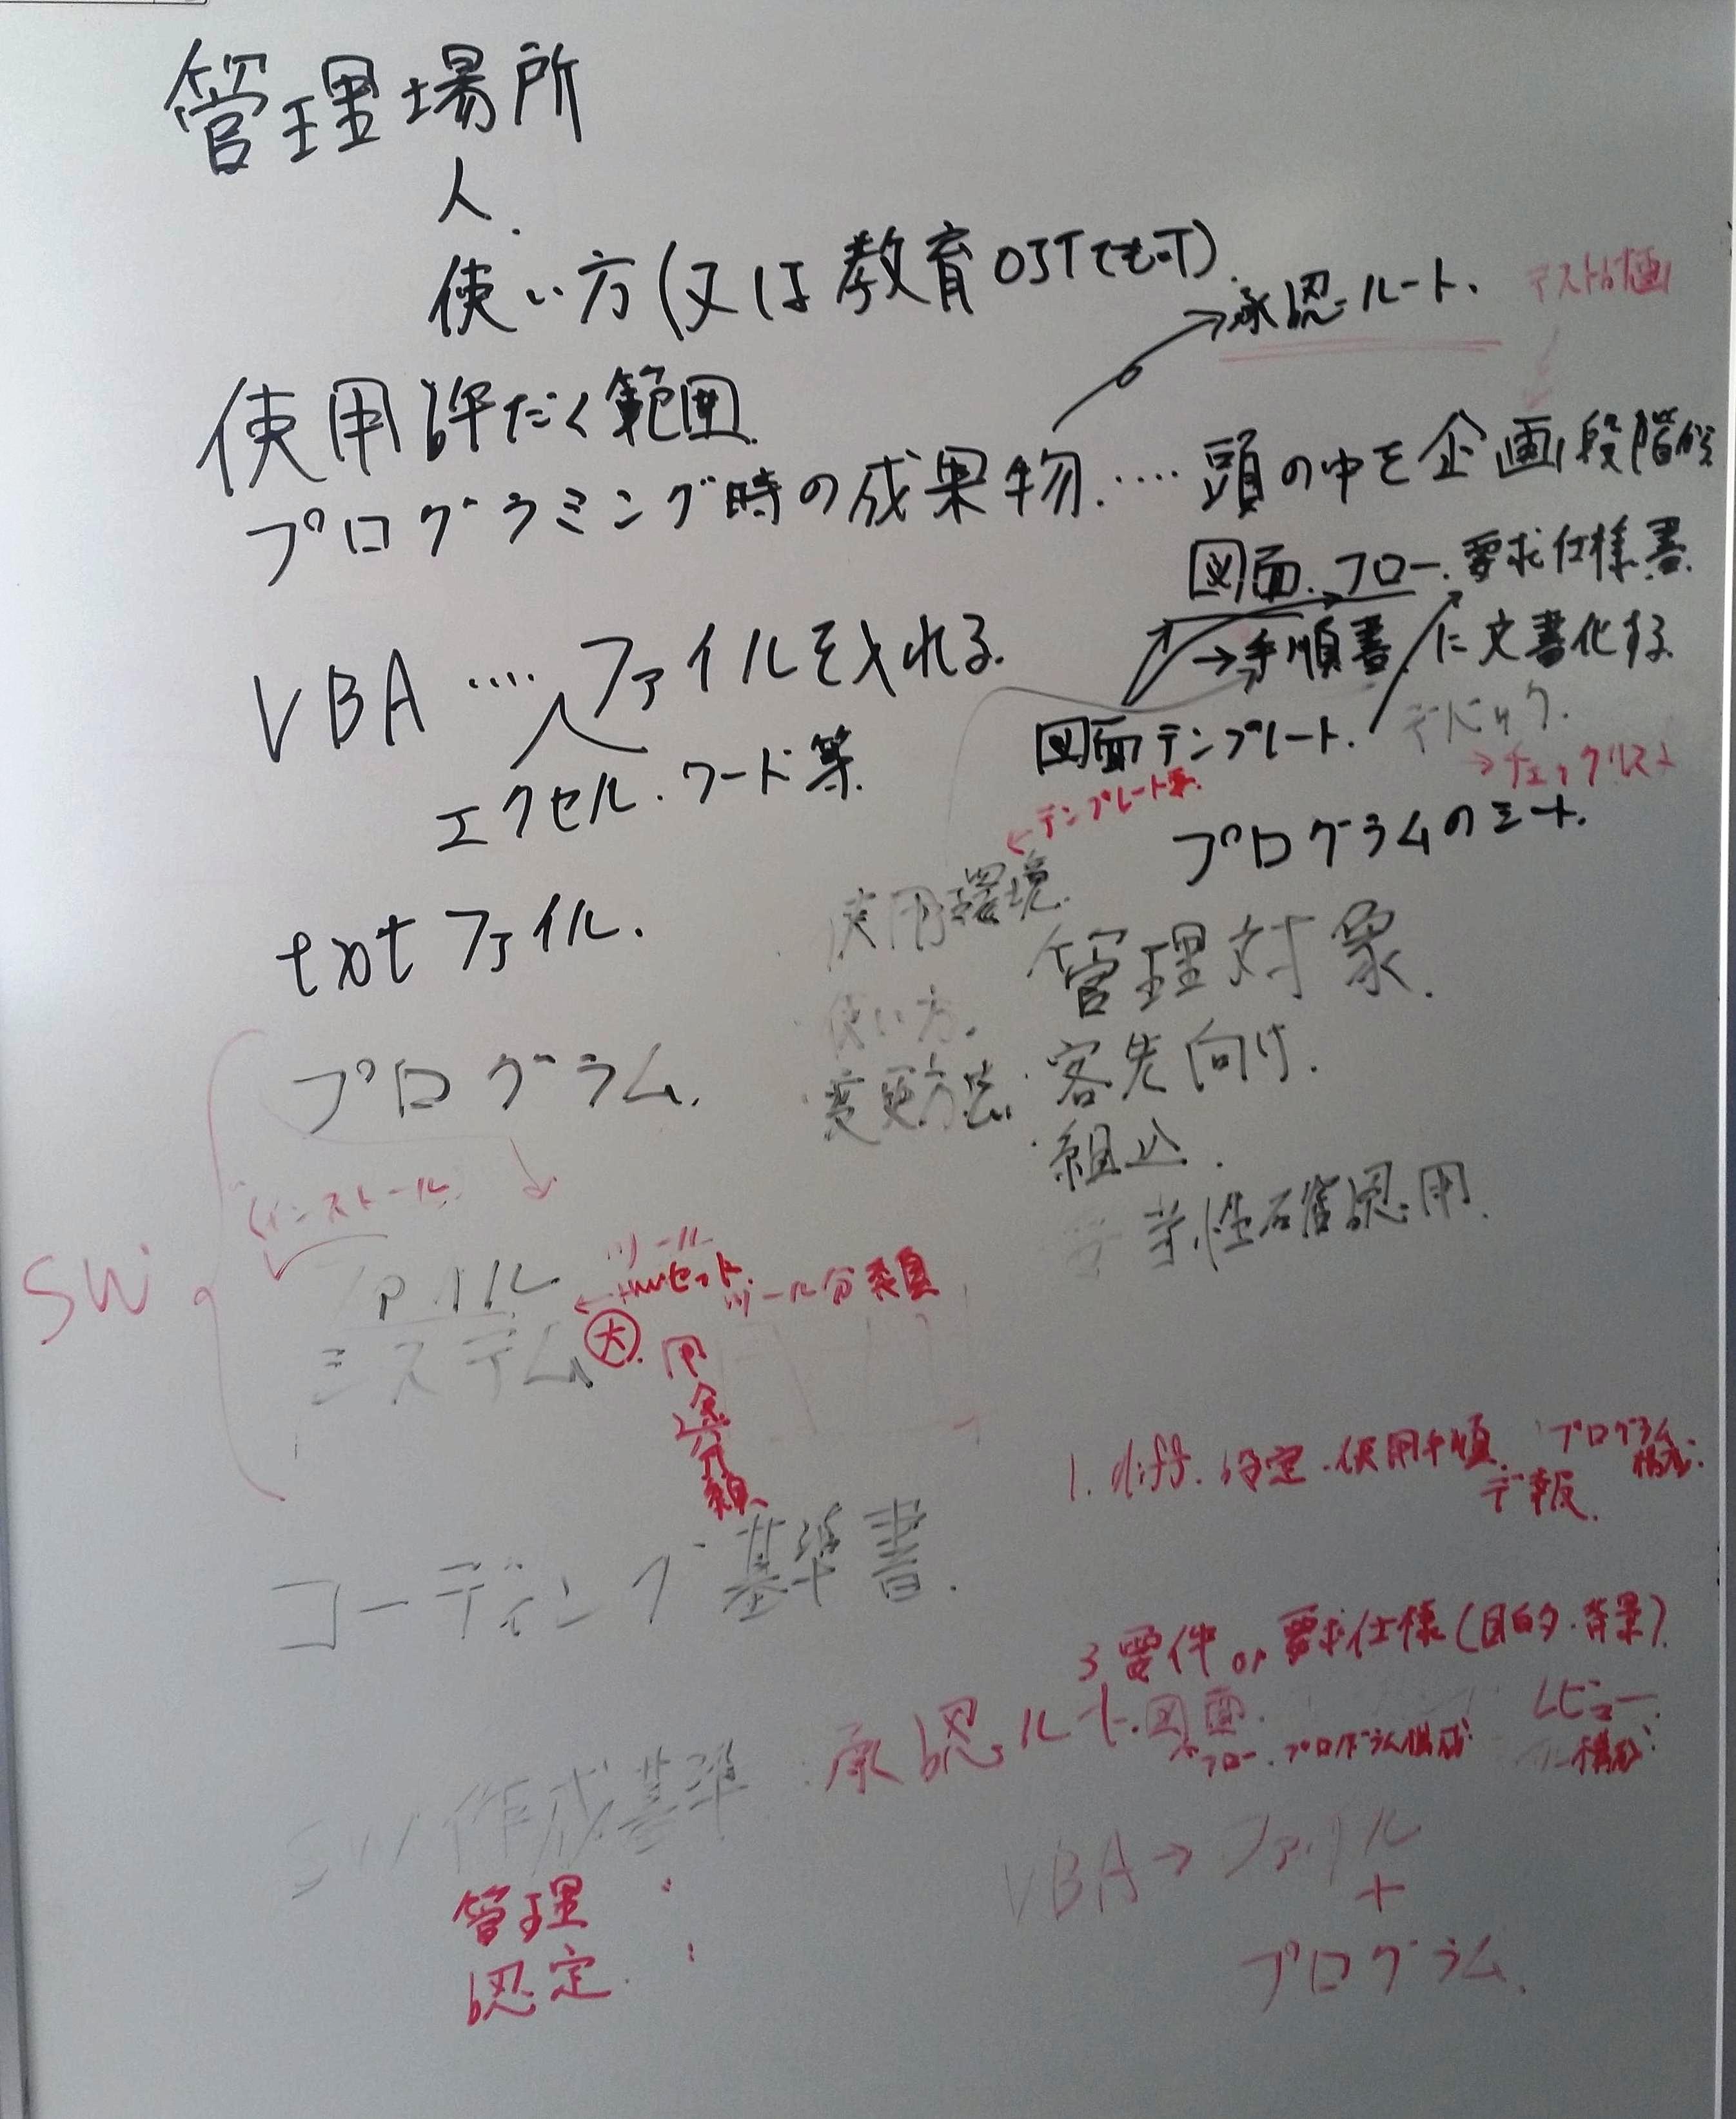 管理場所
人.
使い方(又は教育OJTでも可).
→承認ルート.
テスト計画
使用許だく範囲.
プログラミング時の成果物.‥‥頭の中を企画段階から
図面.フロー.要求仕様書.
→手順書 に文書化する
VBA ‥‥ ファイルを入れる.
エクセル.ワード等.
図面テンプレート.
デバック.
→チェックリスト
←テンプレート
プログラムのミート.
txtファイル.
・使用環境.
管理対象.
・使い方.
・変更方法
・客先向け.
・組込.
等性確認用.
プログラム.
インストール
SW
ファイル
システム
ツール
セット
ツール分類
大
用途分類
1. diff.設定.使用手順.
プログラム構成.
コーディング基準書.
3 要件 or 要求仕様(目的・背景).
SW作成基準:承認ルート.図面.
フロー.プログラム構成
レビュー.
構成
管理 :
認定. :
VBA→ファイル
+
プログラム.